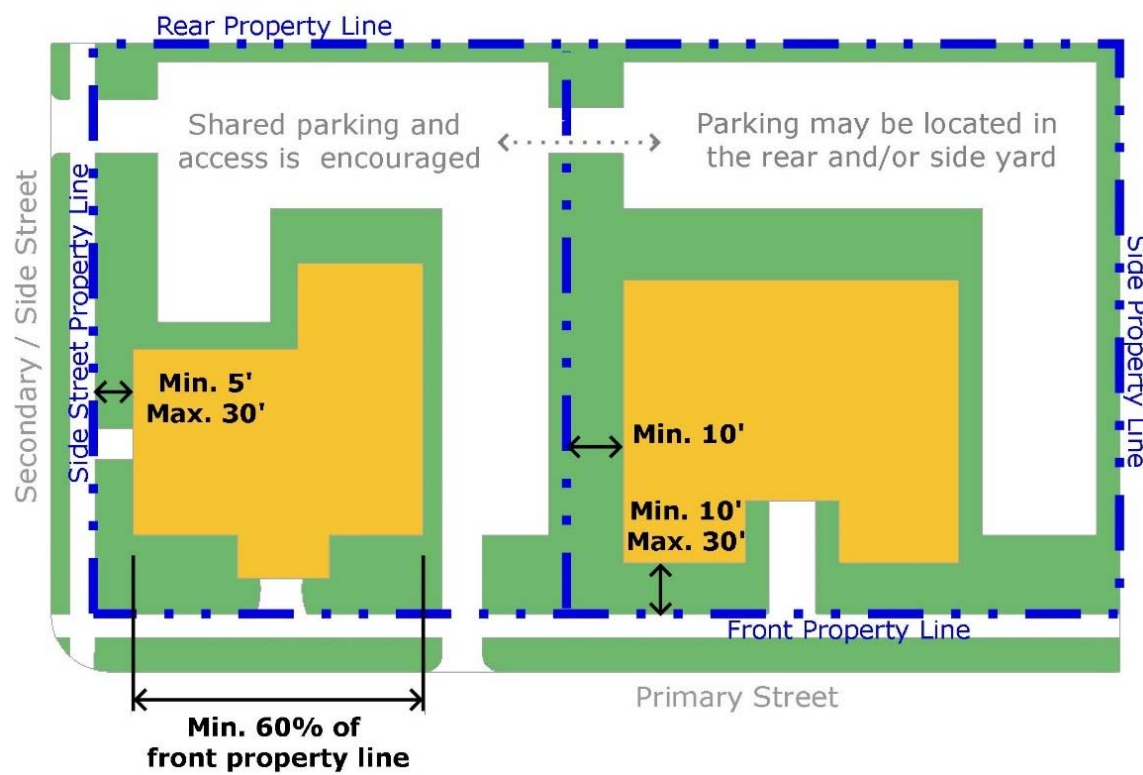 Rear Property Line
Shared parking and
access is encouraged
Parking may be located in
the rear and/or side yard
Secondary / Side Street
Side Street Property Line
Side Property Line
Min. 5'
Max. 30'
Min. 10'
Min. 10'
Max. 30'
Front Property Line
Primary Street
Min. 60% of
front property line